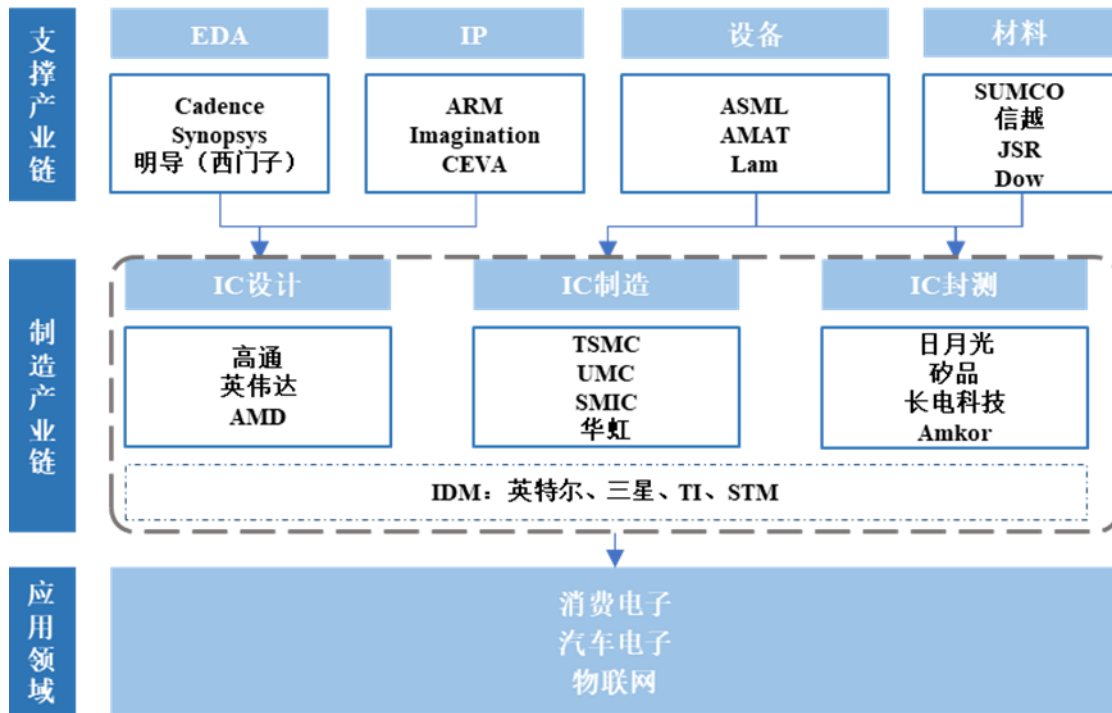 支撑产业链
EDA
IP
设备
材料
Cadence
Synopsys
明导（西门子）
ARM
Imagination
CEVA
ASML
AMAT
Lam
SUMCO
信越
JSR
Dow
制造产业链
IC设计
IC制造
IC封测
高通
英伟达
AMD
TSMC
UMC
SMIC
华虹
日月光
矽品
长电科技
Amkor
IDM：英特尔、三星、TI、STM
应用领域
消费电子
汽车电子
物联网